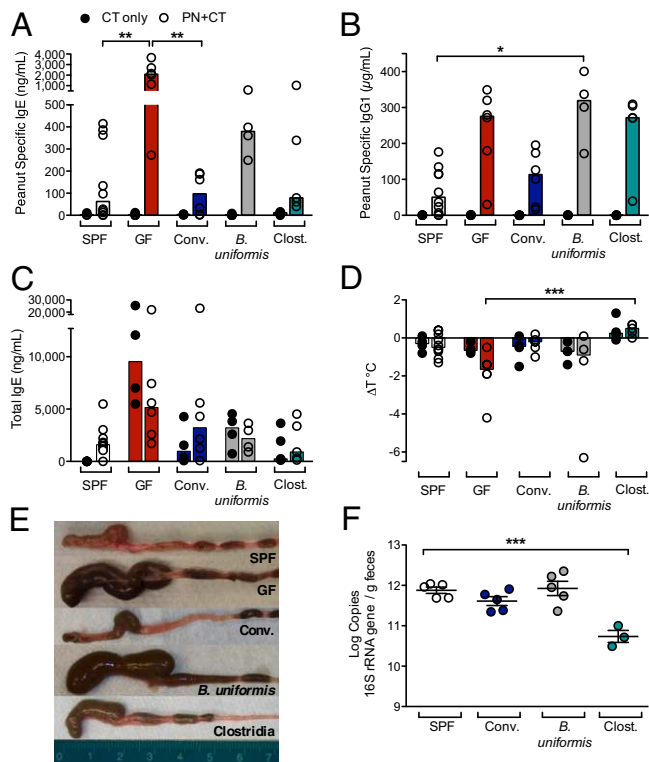 ● CT only ○ PN+CT
A
** **
Peanut Specific IgE (ng/mL)
4,000
3,000
2,000
1,000
400
300
200
100
0
SPF GF Conv. B. uniformis Clost.
B
*
Peanut Specific IgG1 (µg/mL)
400
300
200
100
0
SPF GF Conv. B. uniformis Clost.
C
Total IgE (ng/mL)
30,000
20,000
10,000
5,000
0
SPF GF Conv. B. uniformis Clost.
D
***
ΔT °C
2
0
-2
-4
-6
SPF GF Conv. B. uniformis Clost.
E
SPF
GF
Conv.
B. uniformis
Clostridia
0 1 2 3 4 5 6 7
F
***
Log Copies
16S rRNA gene / g feces
13
12
11
10
9
SPF Conv. B. uniformis Clost.